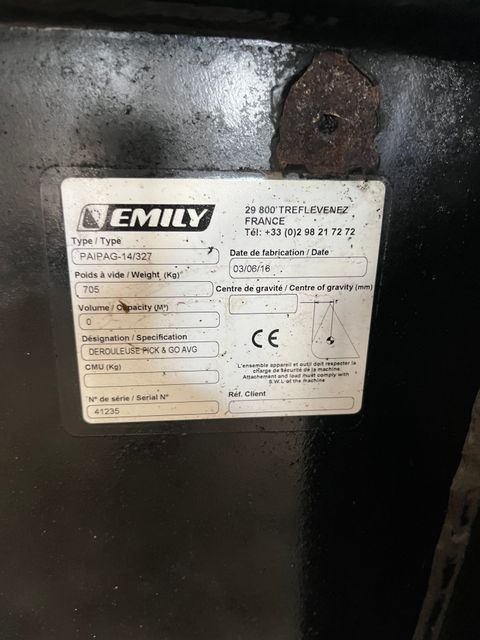 EMILY
29 800 TREFLEVENEZ
FRANCE
Tél: +33 (0)2 98 21 72 72
Type / Type
PAIPAG-14/327
Date de fabrication / Date
03/06/16
Poids à vide / Weight (Kg)
705
Centre de gravité / Centre of gravity (mm)
Volume / Capacity (M³)
0
Désignation / Specification
DEROULEUSE PICK & GO AVG
CE
CMU (Kg)
L'ensemble appareil et outil doit respecter la
charge de sécurité de la machine.
Attachement and load must comply with
S.W.L of the machine
N° de série / Serial N°
41235
Réf. Client